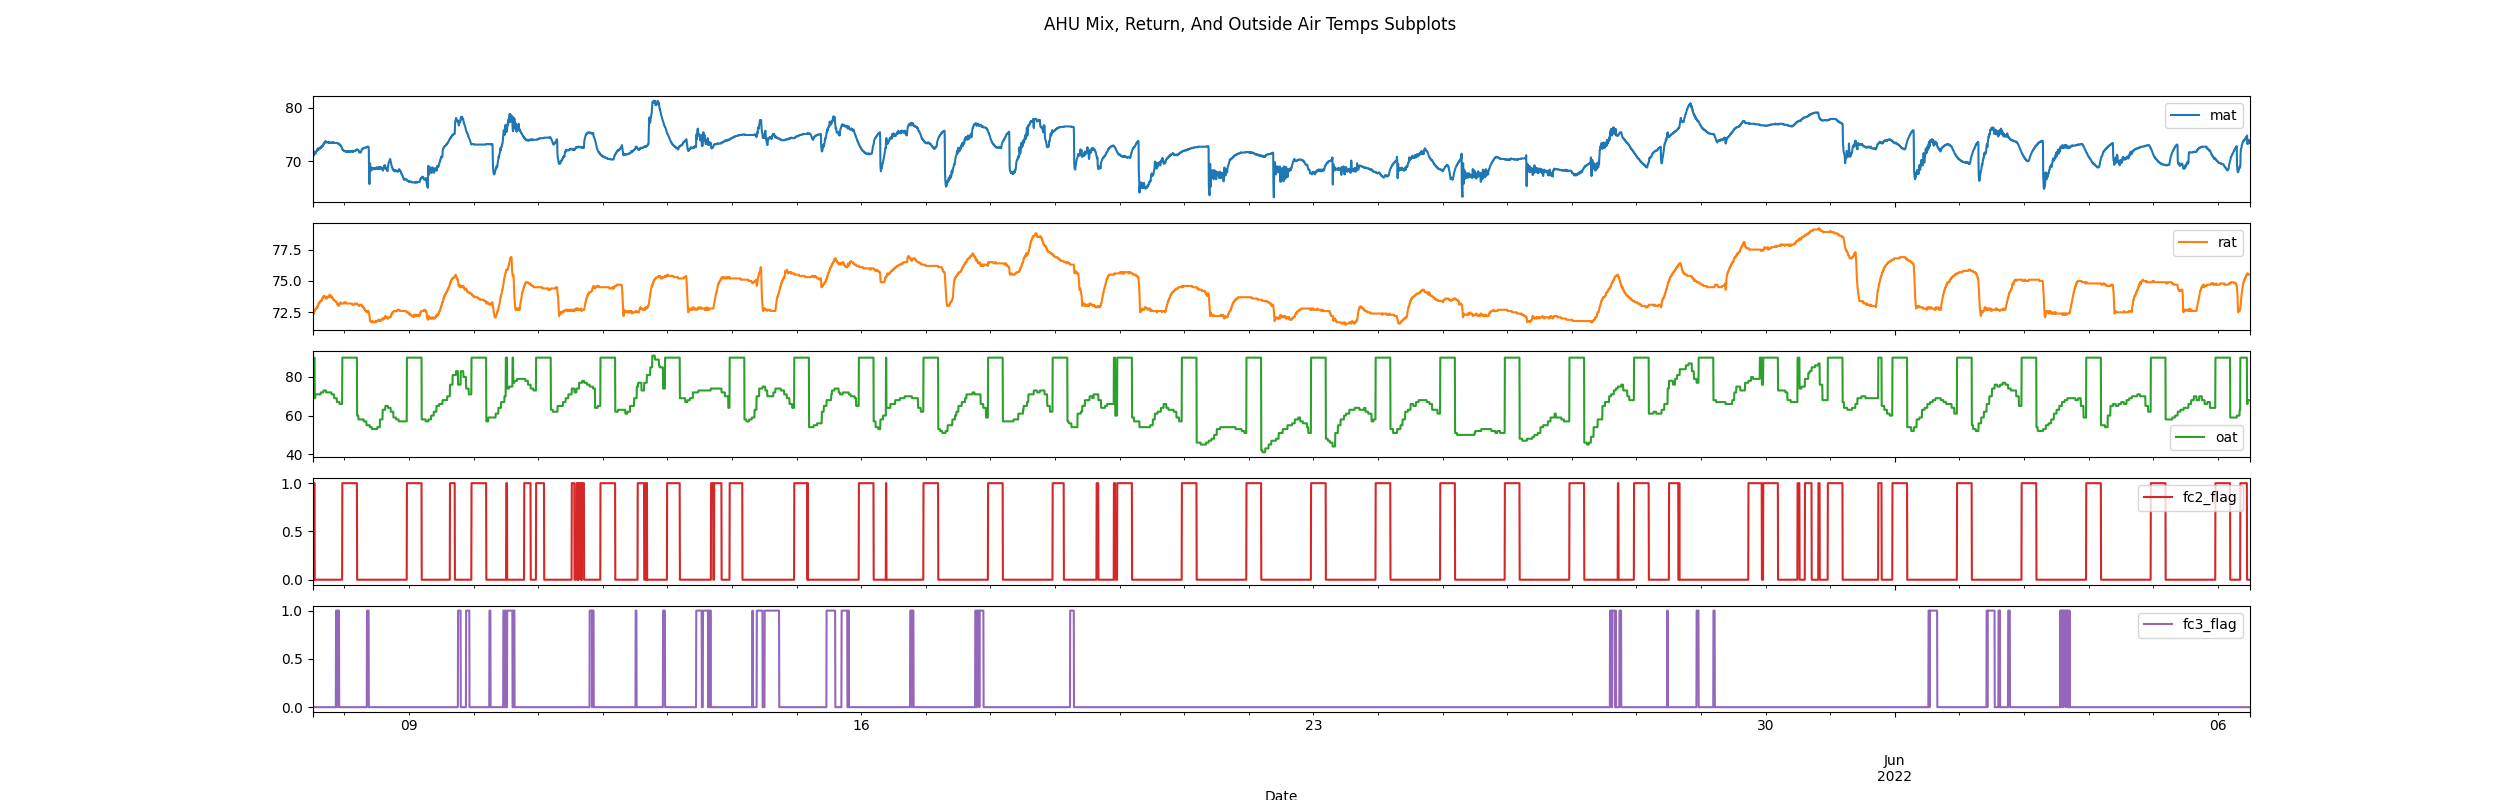 AHU Mix, Return, And Outside Air Temps Subplots
80
70
mat
77.5
75.0
72.5
rat
80
60
40
oat
1.0
0.5
0.0
fc2_flag
1.0
0.5
0.0
fc3_flag
09 16 23 30 06
Jun
2022
Date